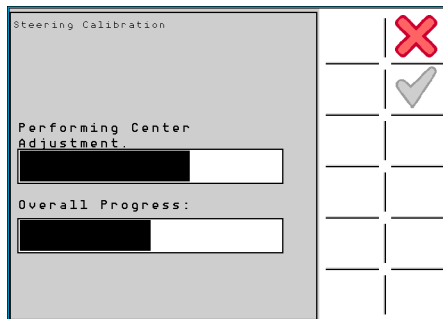 Steering Calibration
Performing Center
Adjustment.
Overall Progress: